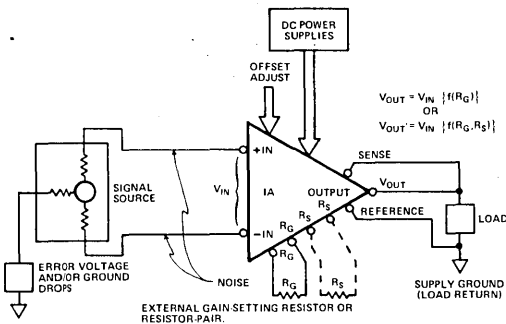 DC POWER
SUPPLIES
OFFSET
ADJUST
V_OUT = V_IN {f(R_G)}
OR
V_OUT = V_IN {f(R_G, R_S)}
+IN
SENSE
SIGNAL
SOURCE
V_IN
IA
OUTPUT
V_OUT
REFERENCE
LOAD
-IN
R_G
R_G
R_S
R_S
NOISE
R_G
R_S
ERROR VOLTAGE
AND/OR GROUND
DROPS
SUPPLY GROUND
(LOAD RETURN)
EXTERNAL GAIN-SETTING RESISTOR OR
RESISTOR-PAIR.